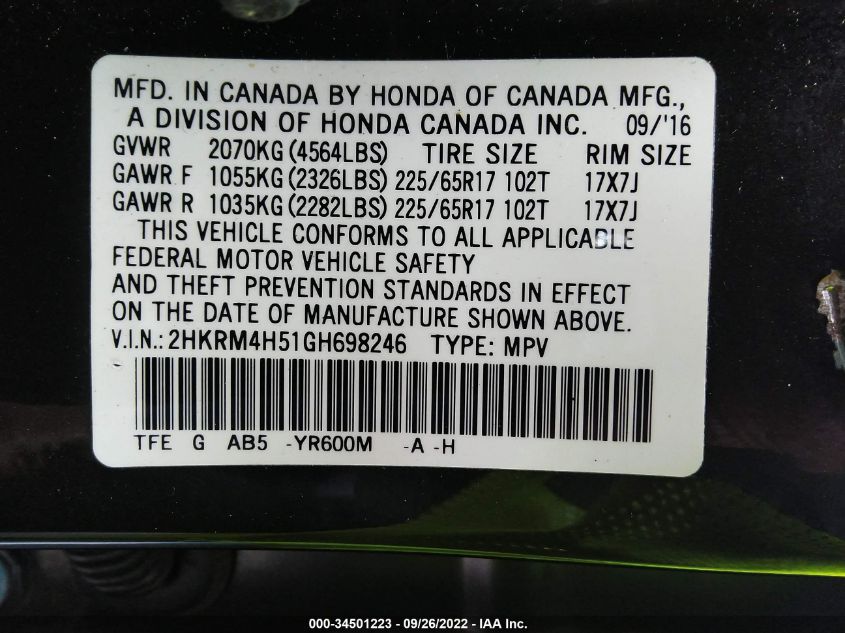 MFD. IN CANADA BY HONDA OF CANADA MFG.,
A DIVISION OF HONDA CANADA INC. 09/'16
GVWR 2070KG (4564LBS) TIRE SIZE RIM SIZE
GAWR F 1055KG (2326LBS) 225/65R17 102T 17X7J
GAWR R 1035KG (2282LBS) 225/65R17 102T 17X7J
THIS VEHICLE CONFORMS TO ALL APPLICABLE
FEDERAL MOTOR VEHICLE SAFETY
AND THEFT PREVENTION STANDARDS IN EFFECT
ON THE DATE OF MANUFACTURE SHOWN ABOVE.
V.I.N.: 2HKRM4H51GH698246 TYPE: MPV
TFE G AB5 -YR600M -A -H
000-34501223 - 09/26/2022 - IAA Inc.